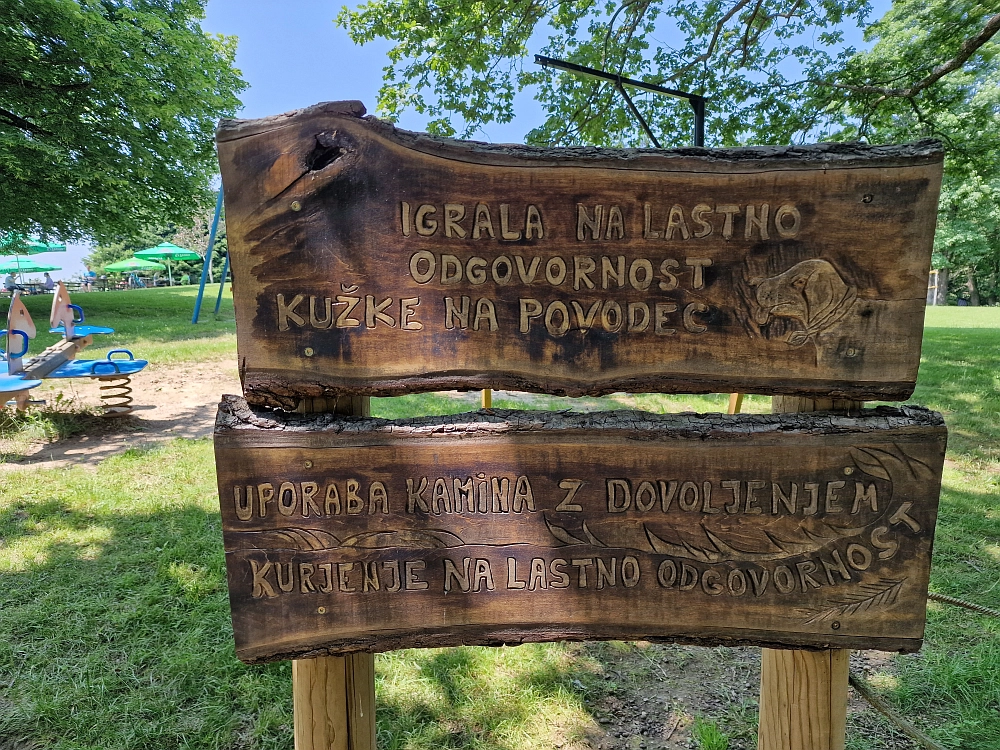 IGRALA NA LASTNO
ODGOVORNOST
KUŽKE NA POVODEC
UPORABA KAMINA Z DOVOLJENJEM
KURJENJE NA LASTNO ODGOVORNOST